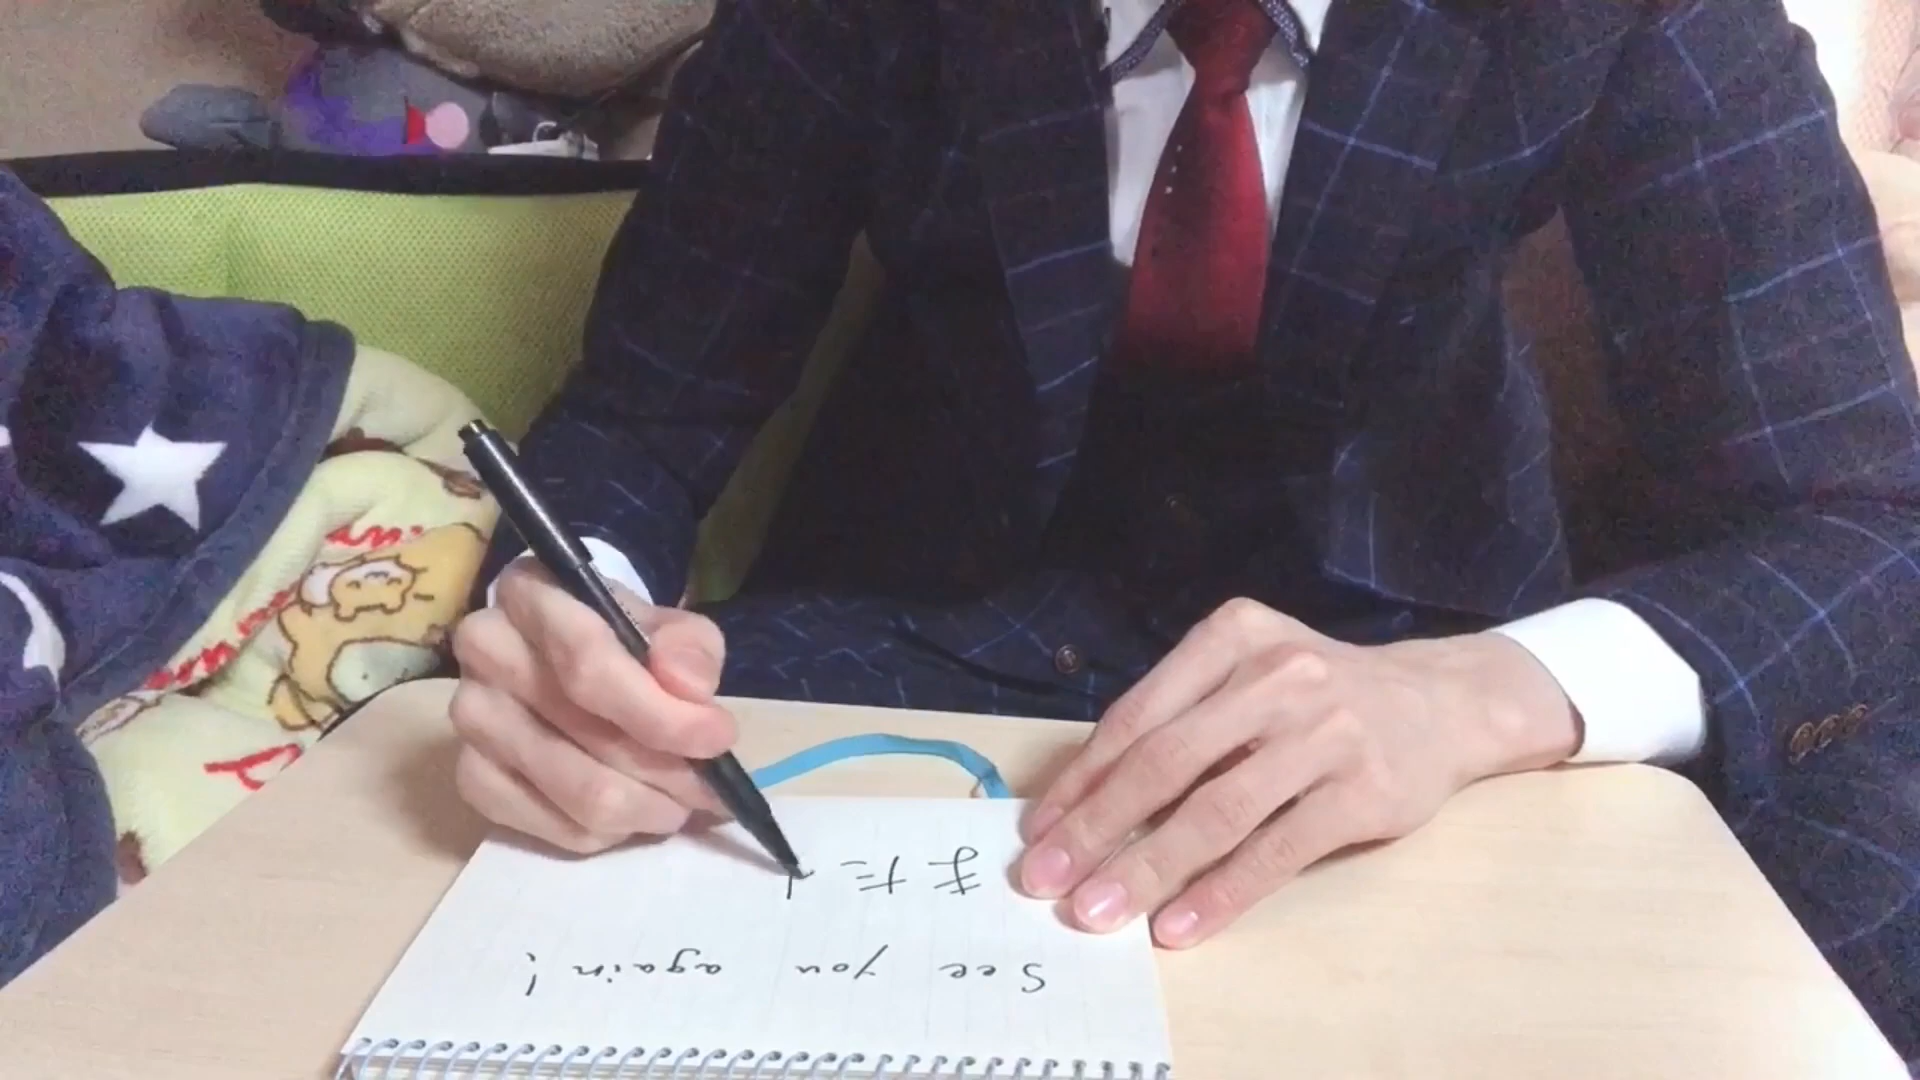 See you again!
また